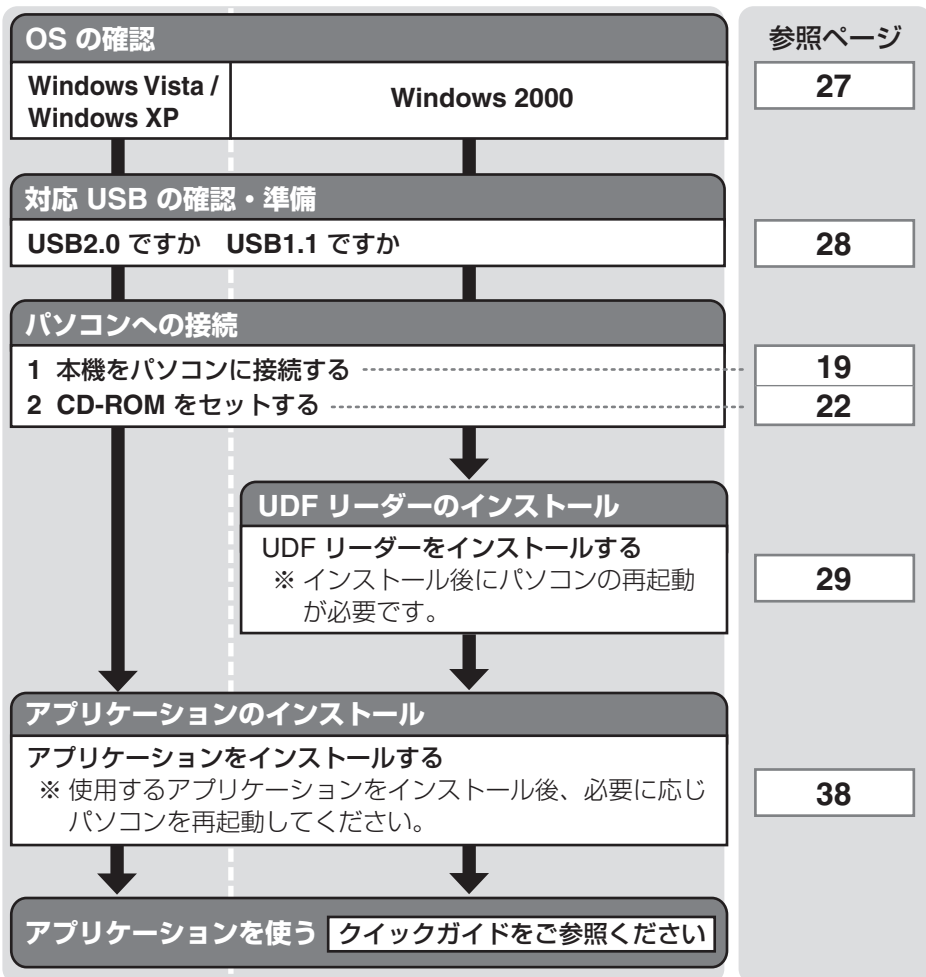 OS の確認
参照ページ
Windows Vista /
Windows XP
Windows 2000
27
対応 USB の確認・準備
USB2.0 ですか USB1.1 ですか
28
パソコンへの接続
1 本機をパソコンに接続する
19
2 CD-ROM をセットする
22
UDF リーダーのインストール
UDF リーダーをインストールする
※ インストール後にパソコンの再起動
が必要です。
29
アプリケーションのインストール
アプリケーションをインストールする
※ 使用するアプリケーションをインストール後、必要に応じ
パソコンを再起動してください。
38
アプリケーションを使う クイックガイドをご参照ください